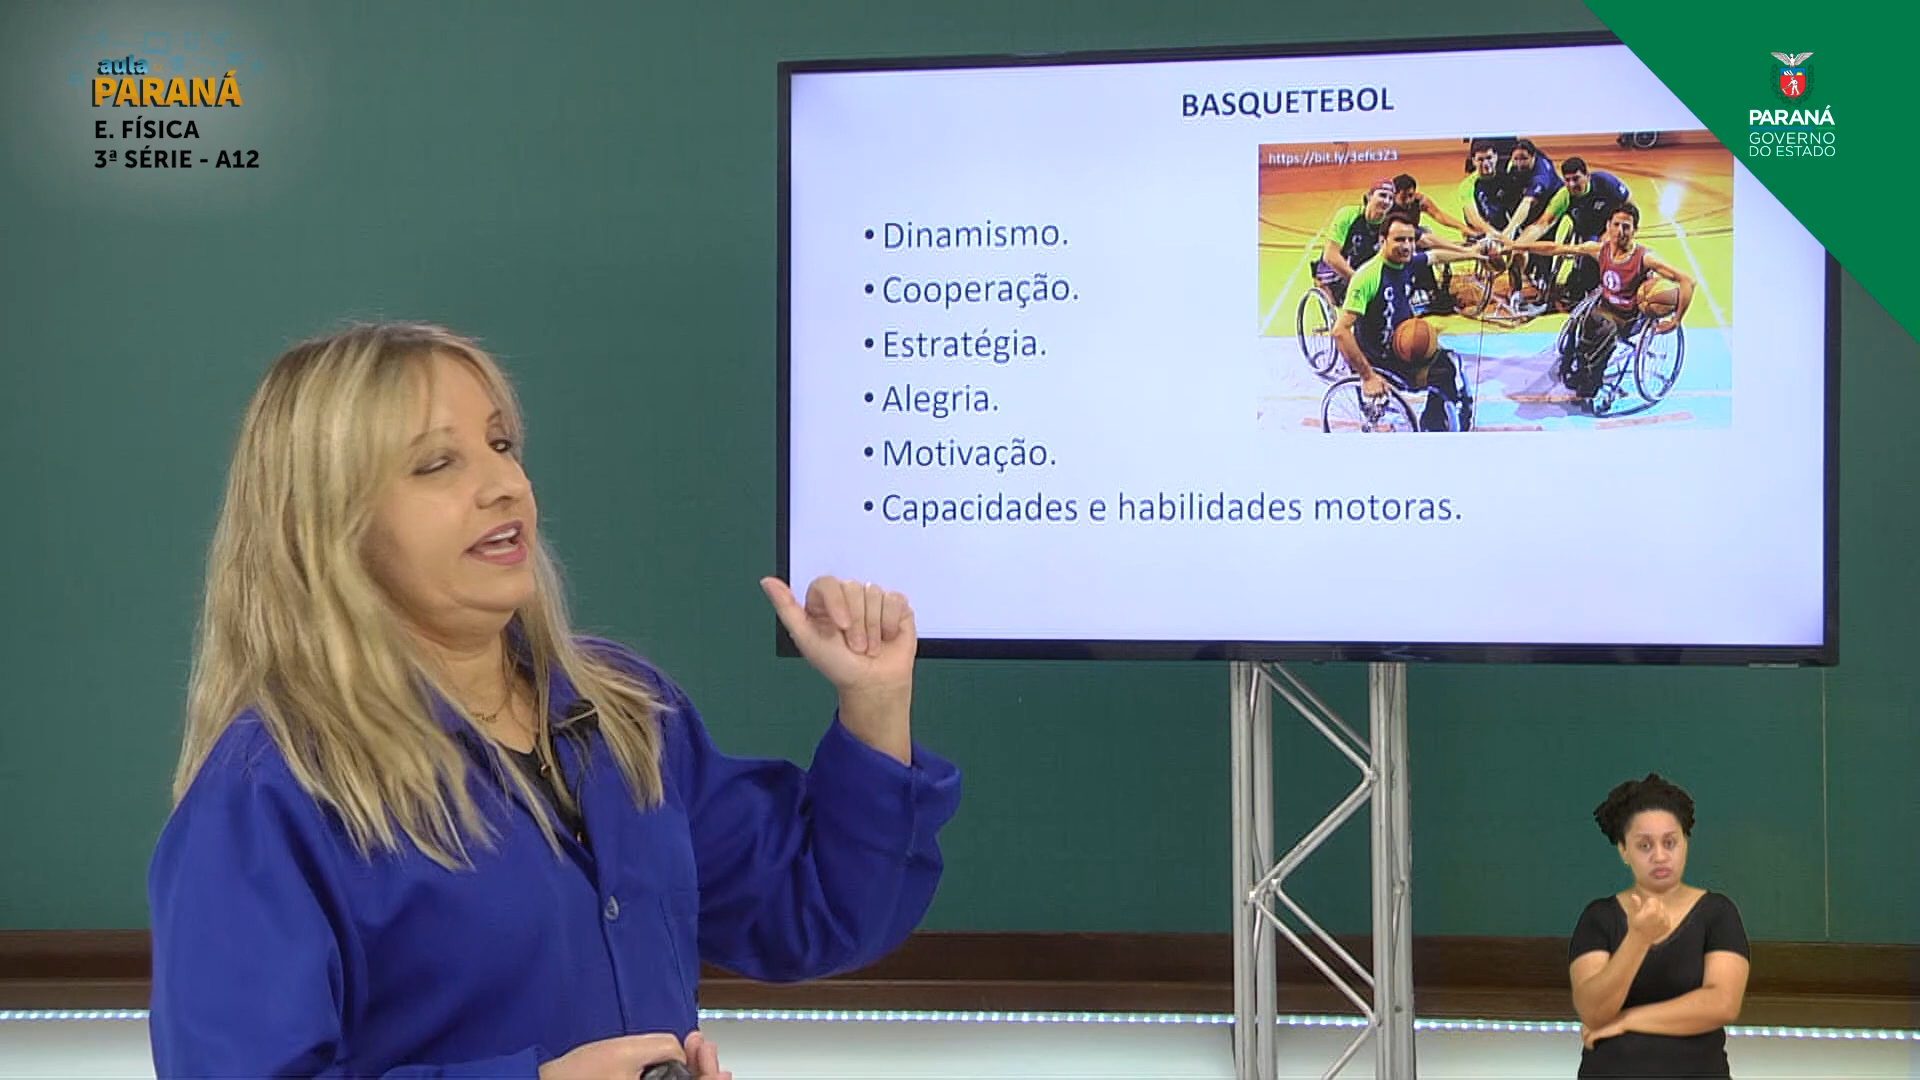 aula
PARANÁ
E. FÍSICA
3ª SÉRIE - A12
BASQUETEBOL
• Dinamismo.
• Cooperação.
• Estratégia.
• Alegria.
• Motivação.
• Capacidades e habilidades motoras.
PARANÁ
GOVERNO
DO ESTADO